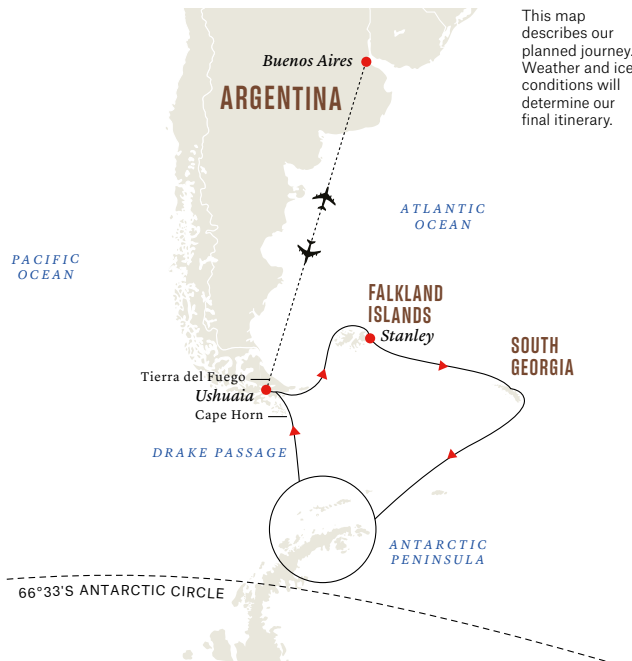 This map
describes our
planned journey.
Weather and ice
conditions will
determine our
final itinerary.
Buenos Aires
ARGENTINA
ATLANTIC
OCEAN
PACIFIC
OCEAN
FALKLAND
ISLANDS
Stanley
SOUTH
GEORGIA
Tierra del Fuego
Ushuaia
Cape Horn
DRAKE PASSAGE
ANTARCTIC
PENINSULA
66°33'S ANTARCTIC CIRCLE